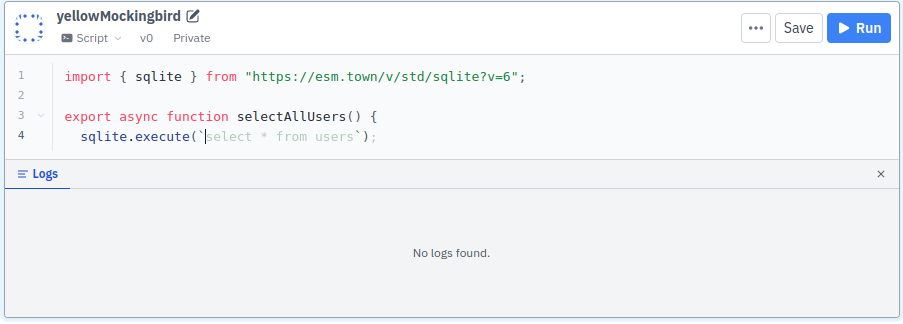 yellowMockingbird
Script v0 Private
... Save Run
1 import { sqlite } from "https://esm.town/v/std/sqlite?v=6";
2
3 export async function selectAllUsers() {
4 sqlite.execute(`select * from users`);
Logs
No logs found.